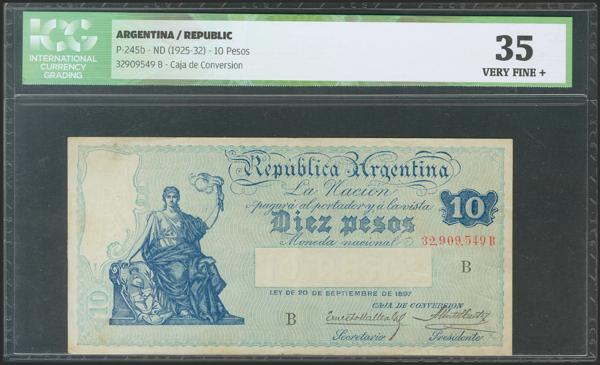 ICG
INTERNATIONAL
CURRENCY
GRADING
ARGENTINA / REPUBLIC
P-245b - ND (1925-32) - 10 Pesos
32909549 B - Caja de Conversion
35
VERY FINE +
República Argentina
La Nación
pagará al portador y á la vista
Diez pesos
Moneda nacional
10
32,909,549 B
B
LEY DE 20 DE SEPTIEMBRE DE 1897
CAJA DE CONVERSION
B
10
Secretario
Presidente